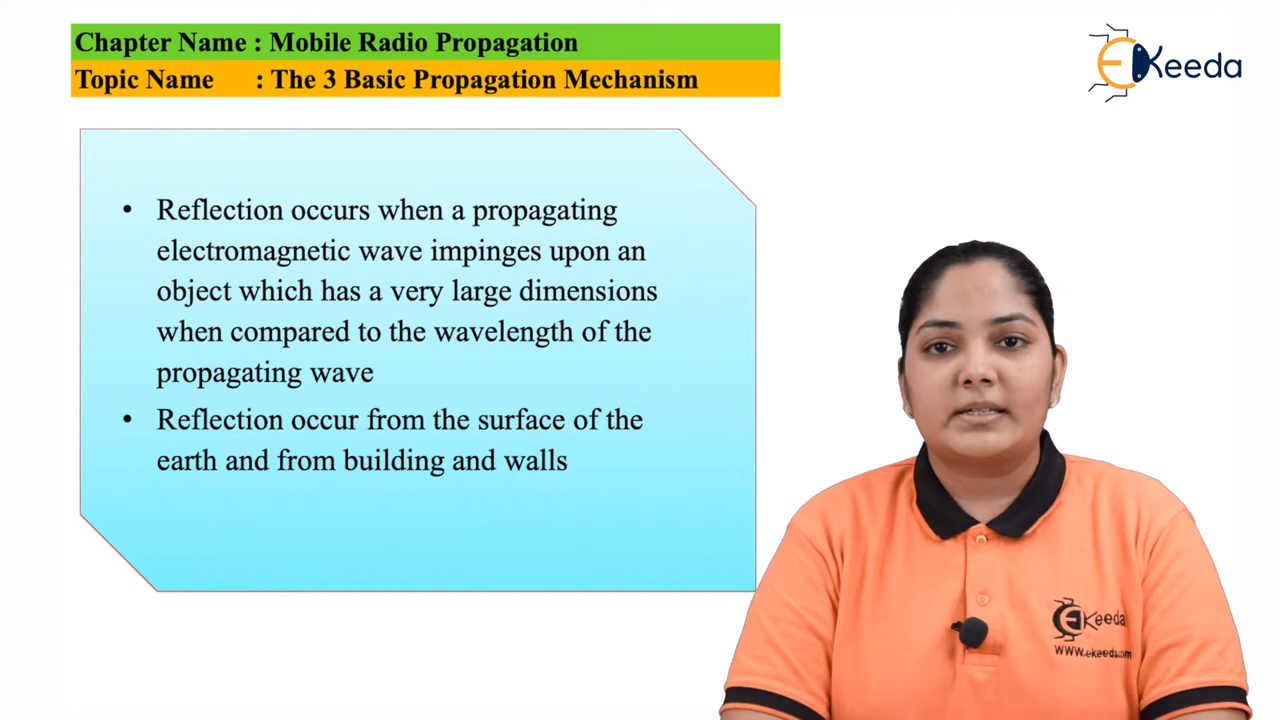 Chapter Name : Mobile Radio Propagation
Topic Name : The 3 Basic Propagation Mechanism
EKeeda
• Reflection occurs when a propagating
electromagnetic wave impinges upon an
object which has a very large dimensions
when compared to the wavelength of the
propagating wave
• Reflection occur from the surface of the
earth and from building and walls
EKeeda
www.ekeeda.com